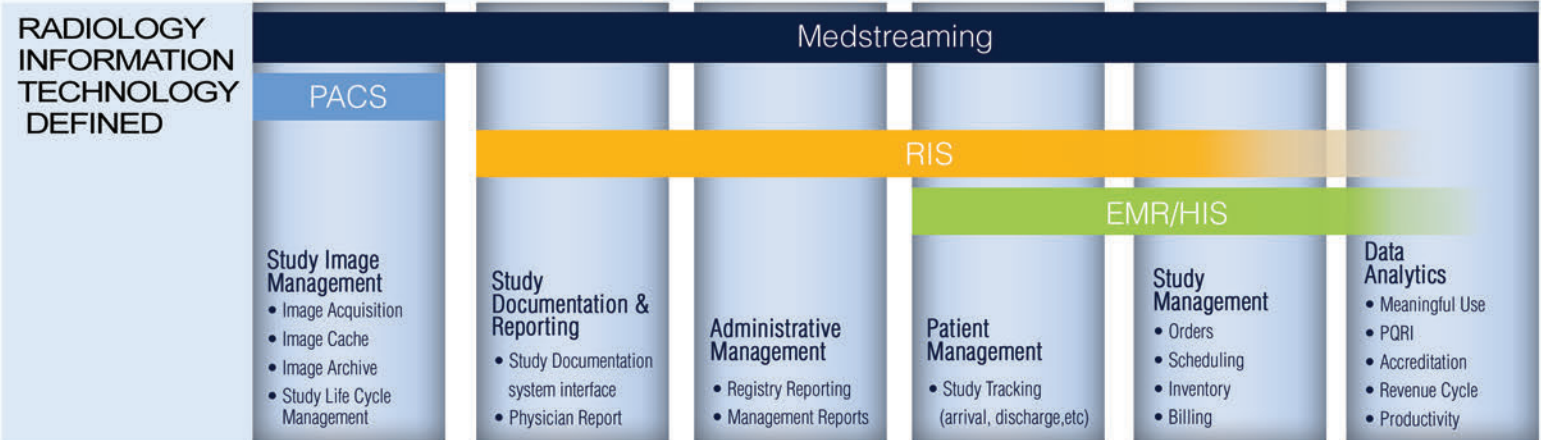 RADIOLOGY
INFORMATION
TECHNOLOGY
DEFINED
Medstreaming
PACS
RIS
EMR/HIS
Study Image
Management
• Image Acquisition
• Image Cache
• Image Archive
• Study Life Cycle
Management
Study
Documentation &
Reporting
• Study Documentation
system interface
• Physician Report
Administrative
Management
• Registry Reporting
• Management Reports
Patient
Management
• Study Tracking
(arrival, discharge,etc)
Study
Management
• Orders
• Scheduling
• Inventory
• Billing
Data
Analytics
• Meaningful Use
• PQRI
• Accreditation
• Revenue Cycle
• Productivity